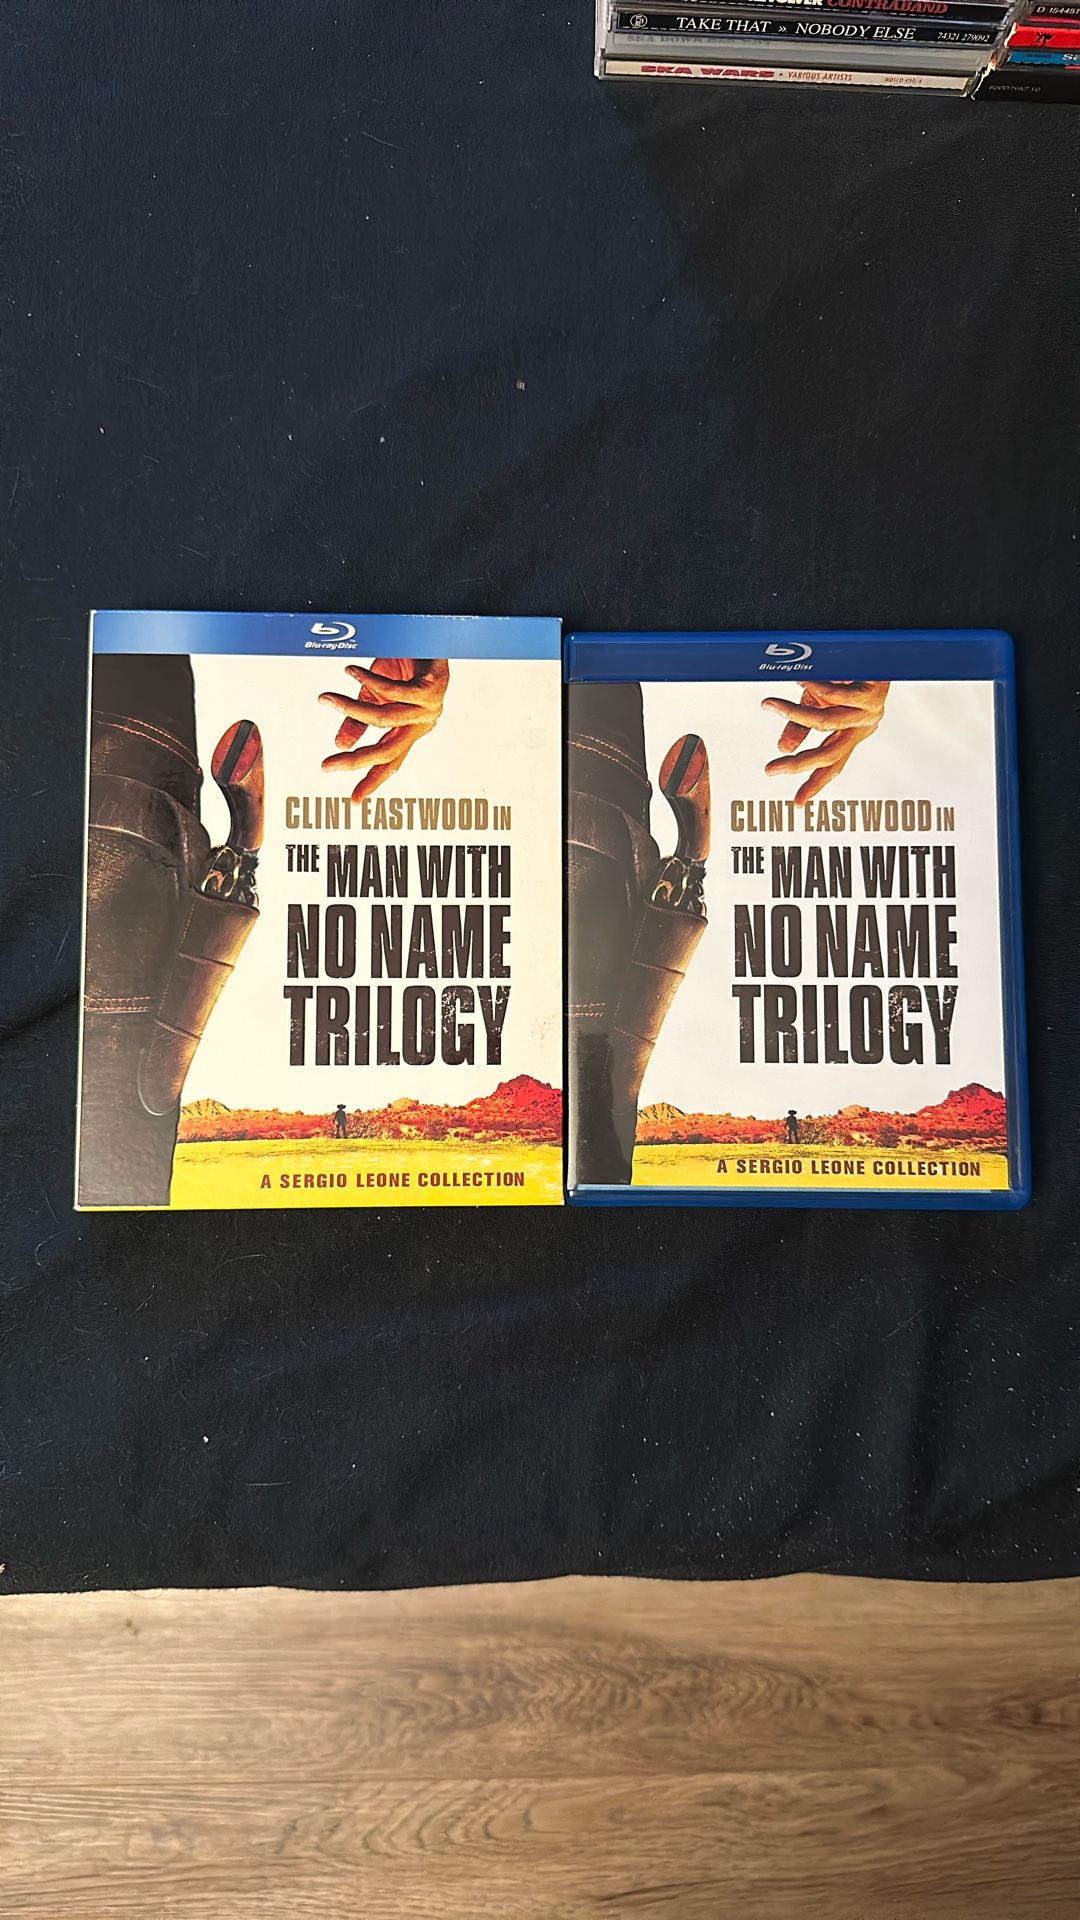 CONTRABAND
TAKE THAT » NOBODY ELSE 74321 279092
SKA WARS • VARIOUS ARTISTS
Blu-ray Disc
CLINT EASTWOOD IN
THE MAN WITH
NO NAME
TRILOGY
A SERGIO LEONE COLLECTION
Blu-ray Disc
CLINT EASTWOOD IN
THE MAN WITH
NO NAME
TRILOGY
A SERGIO LEONE COLLECTION